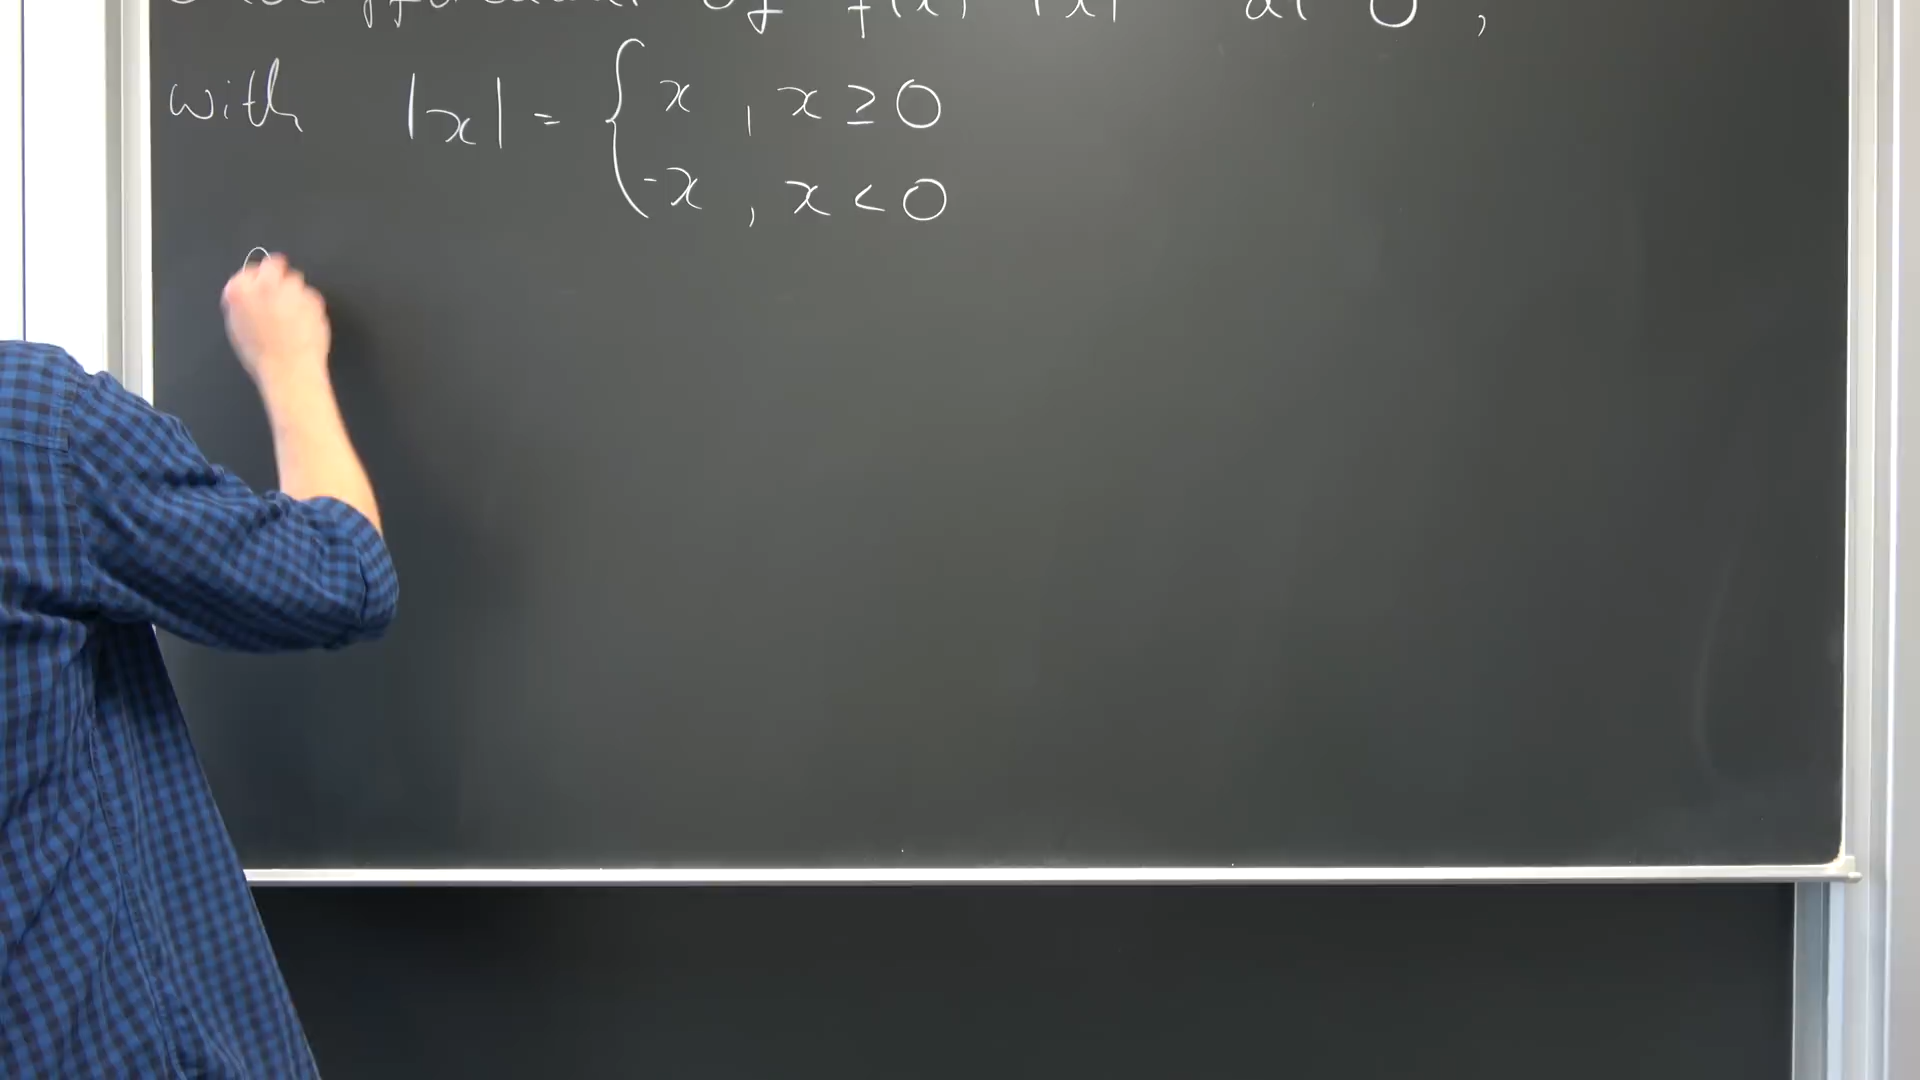 of f(x) |x| at 0,
with |x| = { x , x ≥ 0
-x , x < 0